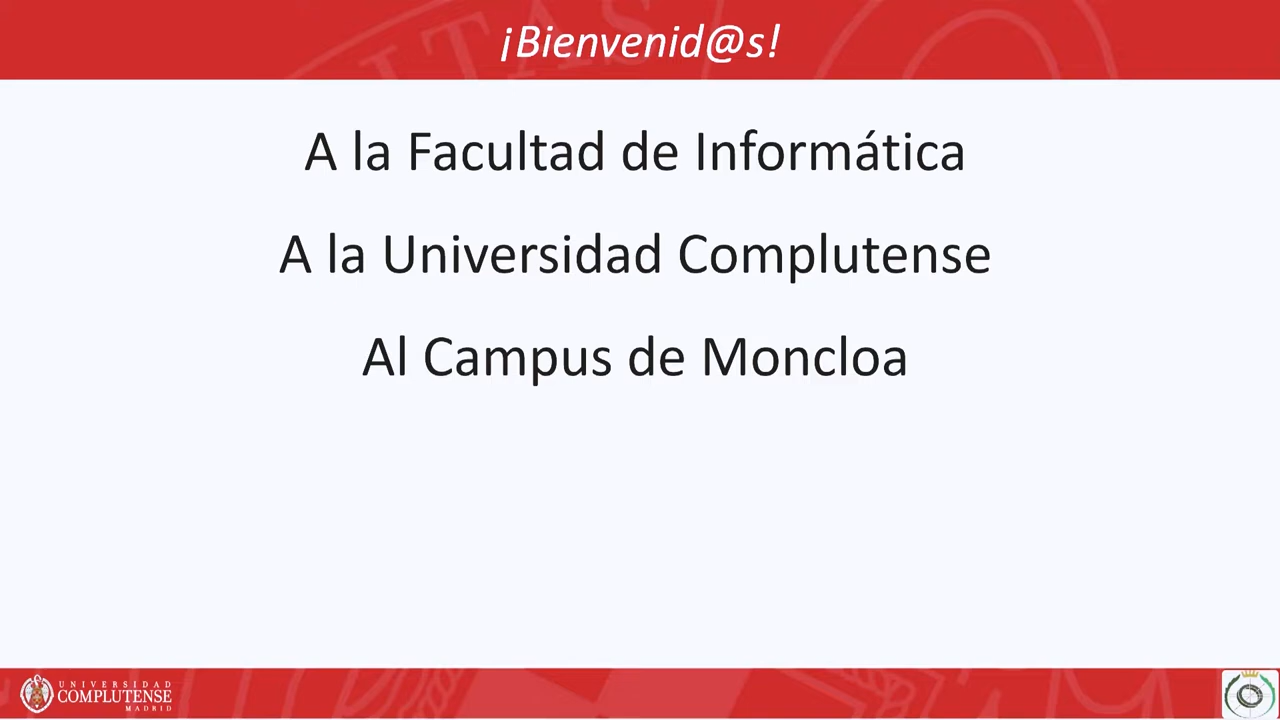 ¡Bienvenid@s!
A la Facultad de Informática
A la Universidad Complutense
Al Campus de Moncloa
UNIVERSIDAD
COMPLUTENSE
MADRID